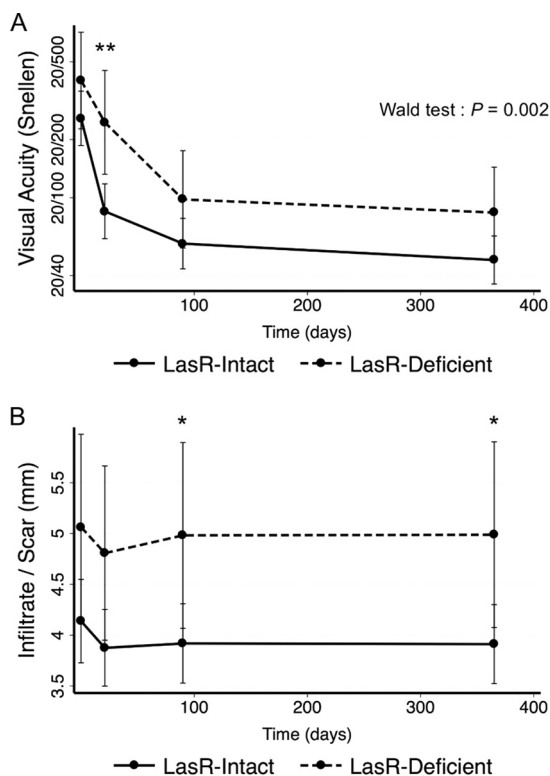 A
Visual Acuity (Snellen)
20/500
20/200
20/100
20/40
**
Wald test : P = 0.002
100
200
300
400
Time (days)
LasR-Intact
LasR-Deficient
B
Infiltrate / Scar (mm)
5.5
5
4.5
4
3.5
*
*
100
200
300
400
Time (days)
LasR-Intact
LasR-Deficient